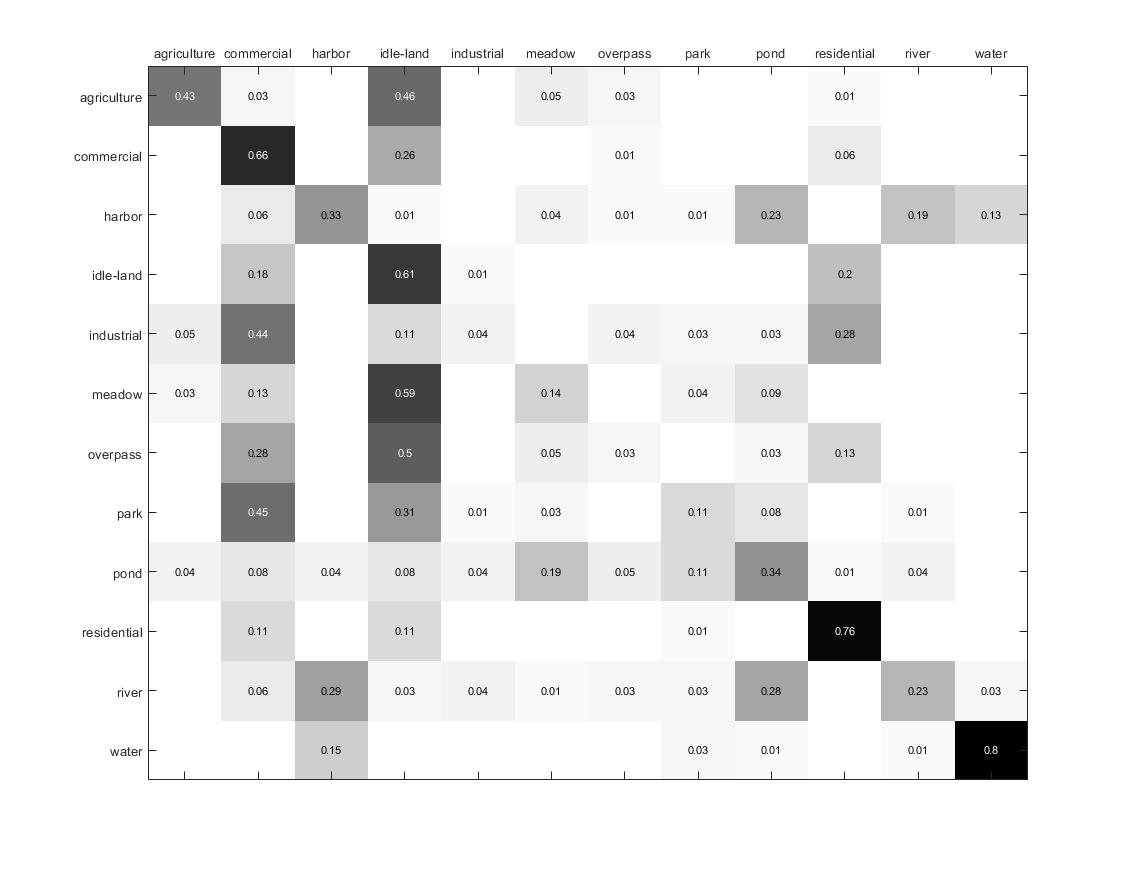 agriculture commercial harbor idle-land industrial meadow overpass park pond residential river water
agriculture 0.43 0.03 0.46 0.05 0.03 0.01
commercial 0.66 0.26 0.01 0.06
harbor 0.06 0.33 0.01 0.04 0.01 0.01 0.23 0.19 0.13
idle-land 0.18 0.61 0.01 0.2
industrial 0.05 0.44 0.11 0.04 0.04 0.03 0.03 0.28
meadow 0.03 0.13 0.59 0.14 0.04 0.09
overpass 0.28 0.5 0.05 0.03 0.03 0.13
park 0.45 0.31 0.01 0.03 0.11 0.08 0.01
pond 0.04 0.08 0.04 0.08 0.04 0.19 0.05 0.11 0.34 0.01 0.04
residential 0.11 0.11 0.01 0.76
river 0.06 0.29 0.03 0.04 0.01 0.03 0.03 0.28 0.23 0.03
water 0.15 0.03 0.01 0.01 0.8